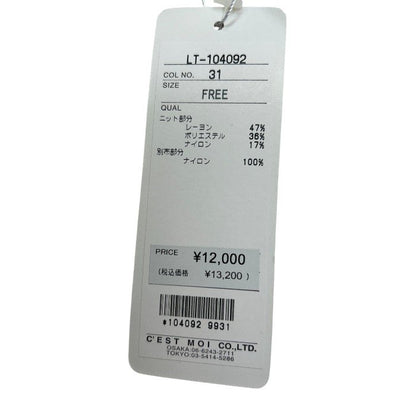 LT-104092
COL NO. 31
SIZE
FREE
QUAL
ニット部分
レーヨン 47%
ポリエステル 36%
ナイロン 17%
別布部分
ナイロン 100%
PRICE ¥12,000
(税込価格 ¥13,200)
*104092 9931
C'EST MOI CO.,LTD.
OSAKA:06-6243-2711
TOKYO:03-5414-5286